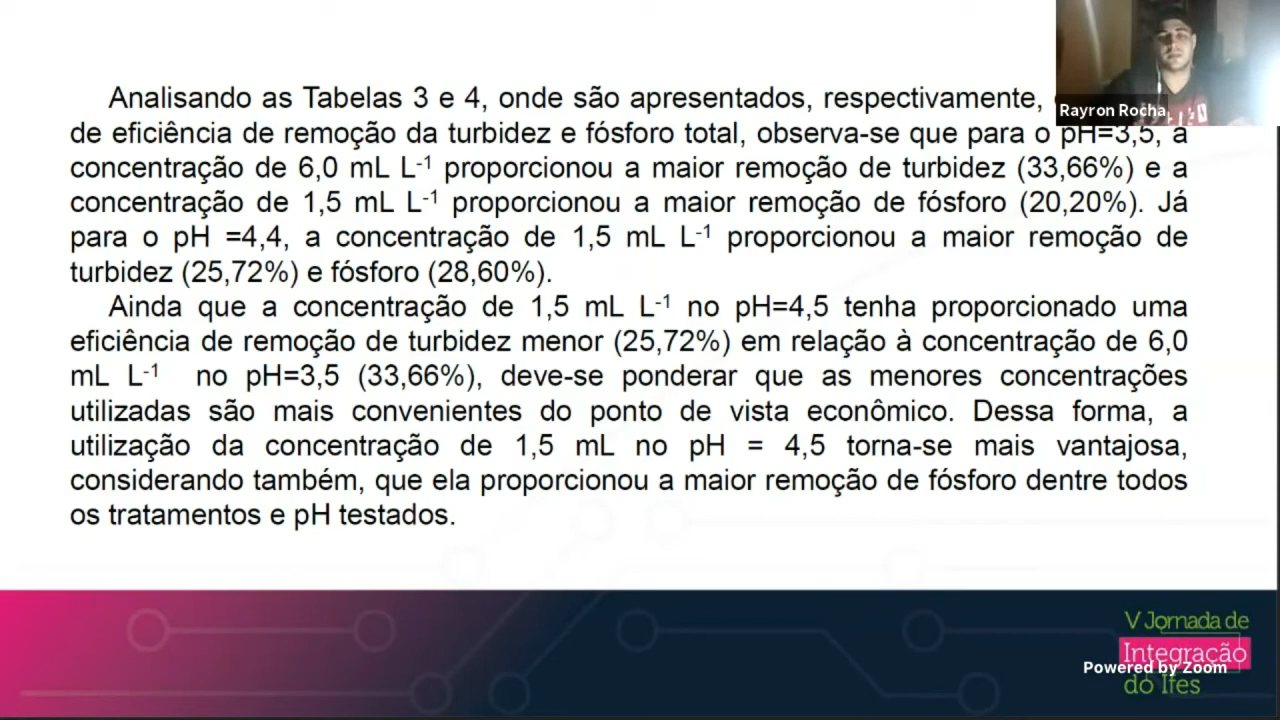 Analisando as Tabelas 3 e 4, onde são apresentados, respectivamente,
de eficiência de remoção da turbidez e fósforo total, observa-se que para o pH=3,5, a
concentração de 6,0 mL L⁻¹ proporcionou a maior remoção de turbidez (33,66%) e a
concentração de 1,5 mL L⁻¹ proporcionou a maior remoção de fósforo (20,20%). Já
para o pH =4,4, a concentração de 1,5 mL L⁻¹ proporcionou a maior remoção de
turbidez (25,72%) e fósforo (28,60%).
Ainda que a concentração de 1,5 mL L⁻¹ no pH=4,5 tenha proporcionado uma
eficiência de remoção de turbidez menor (25,72%) em relação à concentração de 6,0
mL L⁻¹ no pH=3,5 (33,66%), deve-se ponderar que as menores concentrações
utilizadas são mais convenientes do ponto de vista econômico. Dessa forma, a
utilização da concentração de 1,5 mL no pH = 4,5 torna-se mais vantajosa,
considerando também, que ela proporcionou a maior remoção de fósforo dentre todos
os tratamentos e pH testados.
Rayron Rocha
V Jornada de
Integração
do Ifes
Powered by Zoom